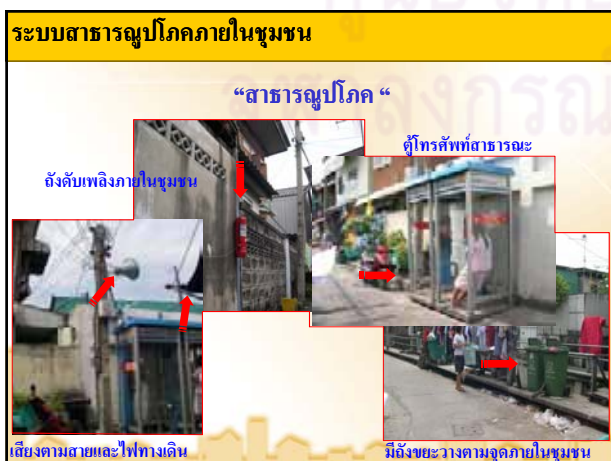 ระบบสาธารณูปโภคภายในชุมชน
“สาธารณูปโภค “
ตู้โทรศัพท์สาธารณะ
ถังดับเพลิงภายในชุมชน
เสียงตามสายและไฟทางเดิน
มีถังขยะวางตามจุดภายในชุมชน